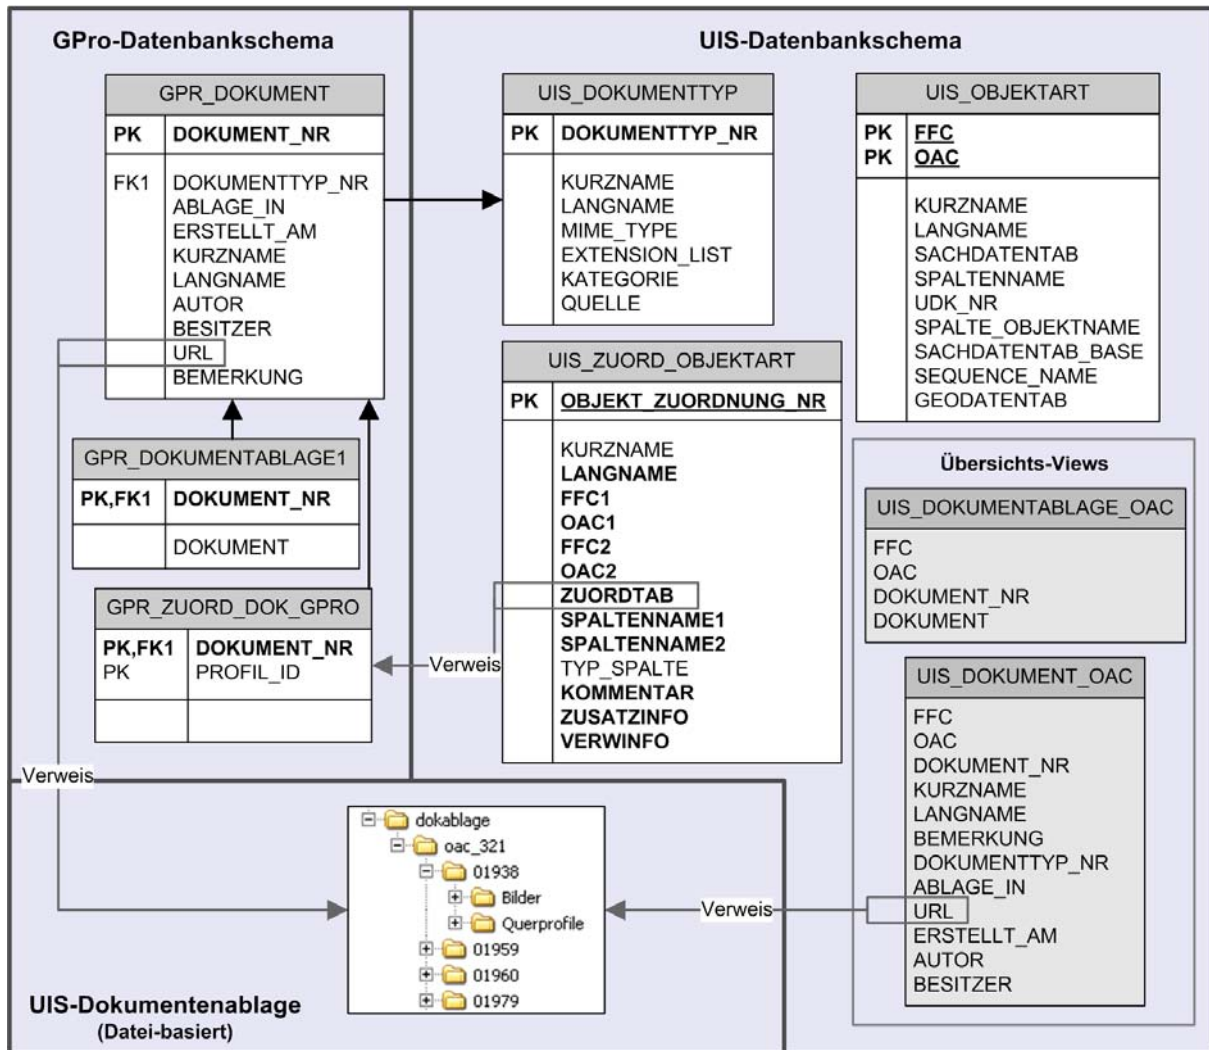 GPro-Datenbankschema
GPR_DOKUMENT
PK DOKUMENT_NR
FK1 DOKUMENTTYP_NR
ABLAGE_IN
ERSTELLT_AM
KURZNAME
LANGNAME
AUTOR
BESITZER
URL
BEMERKUNG
GPR_DOKUMENTABLAGE1
PK,FK1 DOKUMENT_NR
DOKUMENT
GPR_ZUORD_DOK_GPRO
PK,FK1 DOKUMENT_NR
PK PROFIL_ID
Verweis
UIS-Datenbankschema
UIS_DOKUMENTTYP
PK DOKUMENTTYP_NR
KURZNAME
LANGNAME
MIME_TYPE
EXTENSION_LIST
KATEGORIE
QUELLE
UIS_ZUORD_OBJEKTART
PK OBJEKT_ZUORDNUNG_NR
KURZNAME
LANGNAME
FFC1
OAC1
FFC2
OAC2
ZUORDTAB
SPALTENNAME1
SPALTENNAME2
TYP_SPALTE
KOMMENTAR
ZUSATZINFO
VERWINFO
Verweis
UIS_OBJEKTART
PK FFC
PK OAC
KURZNAME
LANGNAME
SACHDATENTAB
SPALTENNAME
UDK_NR
SPALTE_OBJEKTNAME
SACHDATENTAB_BASE
SEQUENCE_NAME
GEODATENTAB
Übersichts-Views
UIS_DOKUMENTABLAGE_OAC
FFC
OAC
DOKUMENT_NR
DOKUMENT
UIS_DOKUMENT_OAC
FFC
OAC
DOKUMENT_NR
KURZNAME
LANGNAME
BEMERKUNG
DOKUMENTTYP_NR
ABLAGE_IN
URL
ERSTELLT_AM
AUTOR
BESITZER
Verweis
dokablage
oac_321
01938
Bilder
Querprofile
01959
01960
01979
UIS-Dokumentenablage
(Datei-basiert)